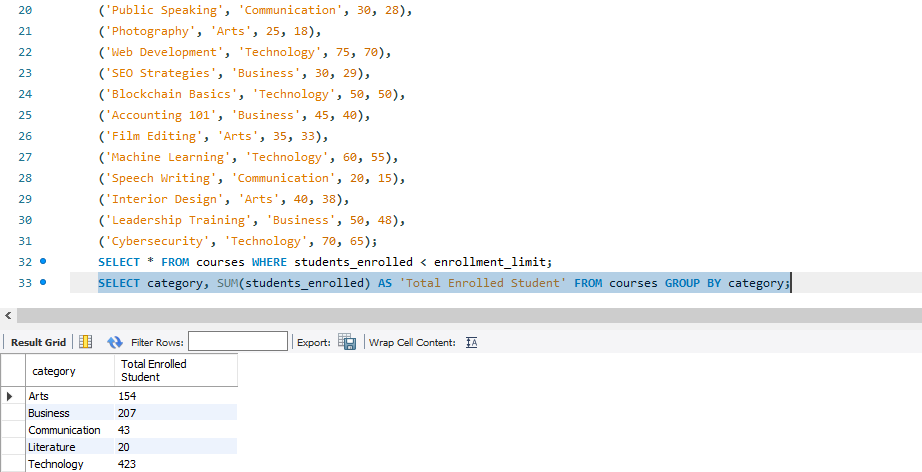 20 ('Public Speaking', 'Communication', 30, 28),
21 ('Photography', 'Arts', 25, 18),
22 ('Web Development', 'Technology', 75, 70),
23 ('SEO Strategies', 'Business', 30, 29),
24 ('Blockchain Basics', 'Technology', 50, 50),
25 ('Accounting 101', 'Business', 45, 40),
26 ('Film Editing', 'Arts', 35, 33),
27 ('Machine Learning', 'Technology', 60, 55),
28 ('Speech Writing', 'Communication', 20, 15),
29 ('Interior Design', 'Arts', 40, 38),
30 ('Leadership Training', 'Business', 50, 48),
31 ('Cybersecurity', 'Technology', 70, 65);
32 SELECT * FROM courses WHERE students_enrolled < enrollment_limit;
33 SELECT category, SUM(students_enrolled) AS 'Total Enrolled Student' FROM courses GROUP BY category;
Result Grid Filter Rows: Export: Wrap Cell Content:
category Total Enrolled
Student
Arts 154
Business 207
Communication 43
Literature 20
Technology 423